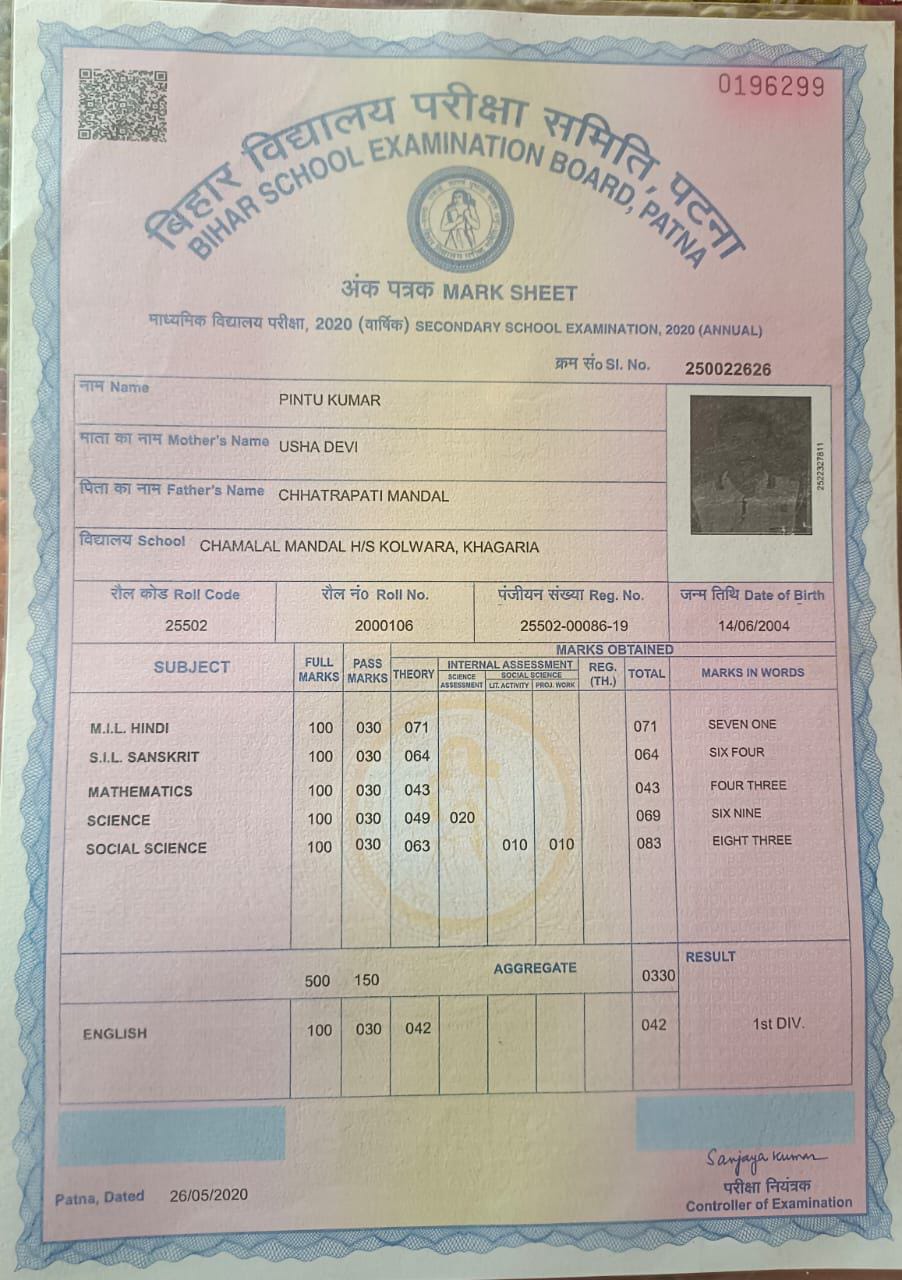 0196299
बिहार विद्यालय परीक्षा समिति, पटना
BIHAR SCHOOL EXAMINATION BOARD, PATNA
अंक पत्रक MARK SHEET
माध्यमिक विद्यालय परीक्षा, 2020 (वार्षिक) SECONDARY SCHOOL EXAMINATION, 2020 (ANNUAL)
क्रम सं० Sl. No. 250022626
नाम Name PINTU KUMAR
माता का नाम Mother's Name USHA DEVI
पिता का नाम Father's Name CHHATRAPATI MANDAL
विद्यालय School CHAMALAL MANDAL H/S KOLWARA, KHAGARIA
2522327811
रौल कोड Roll Code रौल नं० Roll No. पंजीयन संख्या Reg. No. जन्म तिथि Date of Birth
25502 2000106 25502-00086-19 14/06/2004
MARKS OBTAINED
SUBJECT FULL MARKS PASS MARKS THEORY INTERNAL ASSESSMENT REG. (TH.) TOTAL MARKS IN WORDS
SCIENCE ASSESSMENT SOCIAL SCIENCE LIT. ACTIVITY PROJ. WORK
M.I.L. HINDI 100 030 071 071 SEVEN ONE
S.I.L. SANSKRIT 100 030 064 064 SIX FOUR
MATHEMATICS 100 030 043 043 FOUR THREE
SCIENCE 100 030 049 020 069 SIX NINE
SOCIAL SCIENCE 100 030 063 010 010 083 EIGHT THREE
500 150 AGGREGATE 0330 RESULT
ENGLISH 100 030 042 042 1st DIV.
Patna, Dated 26/05/2020
Sanjaya Kumar
परीक्षा नियंत्रक
Controller of Examination